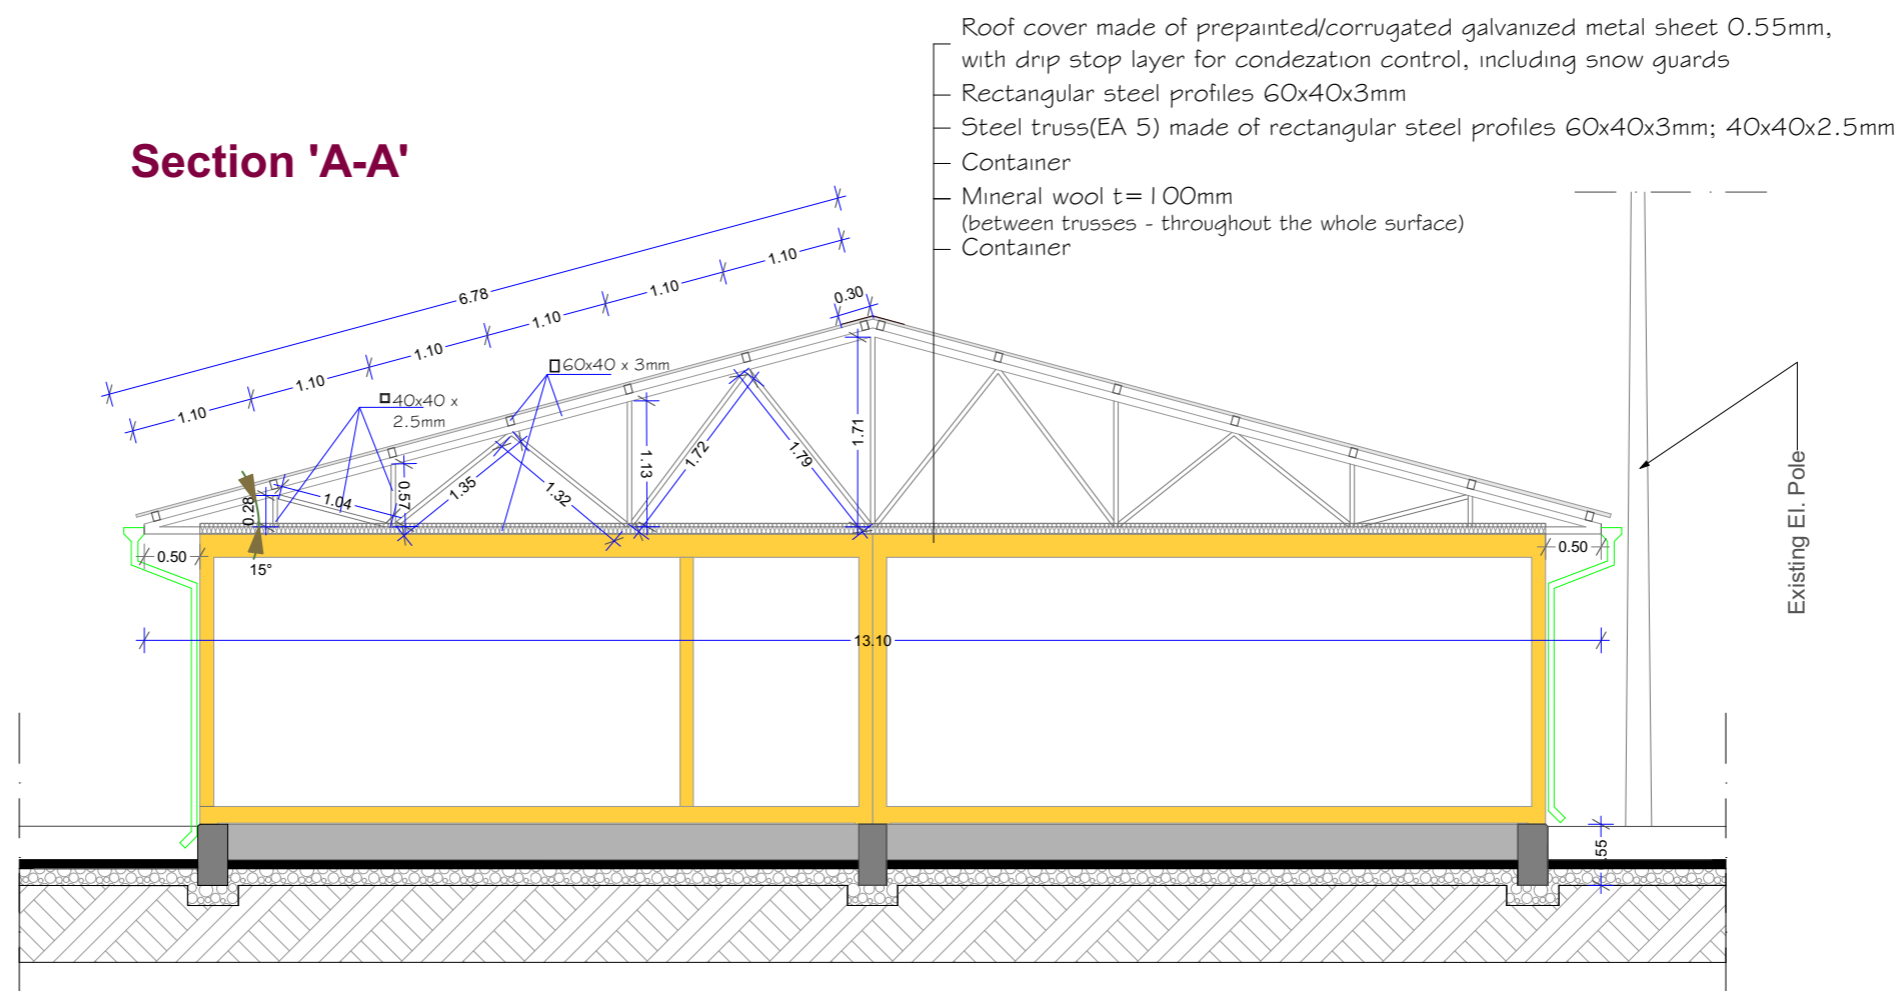 Roof cover made of prepainted/corrugated galvanized metal sheet 0.55mm,
with drip stop layer for condezation control, including snow guards
Rectangular steel profiles 60x40x3mm
Steel truss(EA 5) made of rectangular steel profiles 60x40x3mm; 40x40x2.5mm
Container
Mineral wool t=100mm
(between trusses - throughout the whole surface)
Container
Section 'A-A'
6.78
1.10
1.10
1.10
1.10
1.10
1.10
0.30
60x40 x 3mm
40x40 x
2.5mm
0.28
1.04
0.57
1.35
1.32
1.13
1.72
1.79
1.71
15°
0.50
0.50
13.10
Existing El. Pole
.55